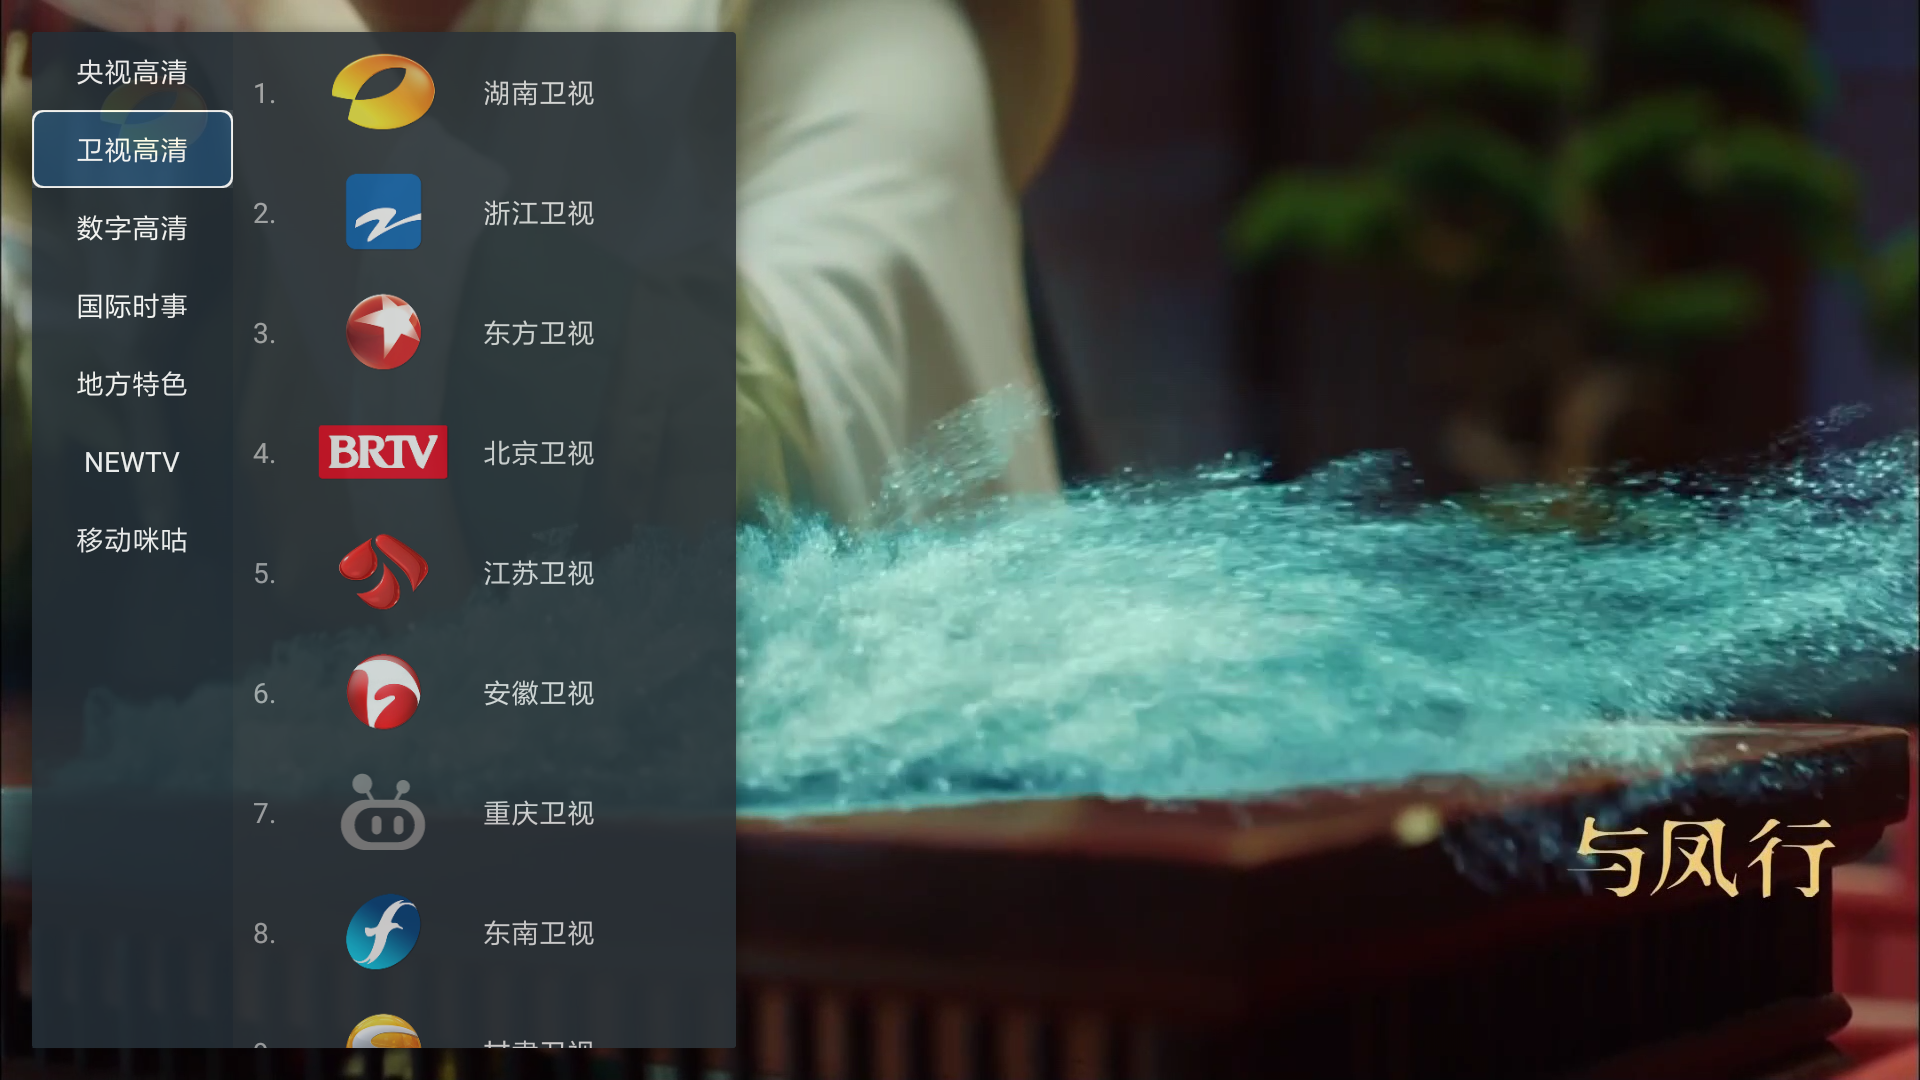 央视高清
卫视高清
数字高清
国际时事
地方特色
NEWTV
移动咪咕
1. 湖南卫视
2. 浙江卫视
3. 东方卫视
4. BRTV 北京卫视
5. 江苏卫视
6. 安徽卫视
7. 重庆卫视
8. 东南卫视
与凤行